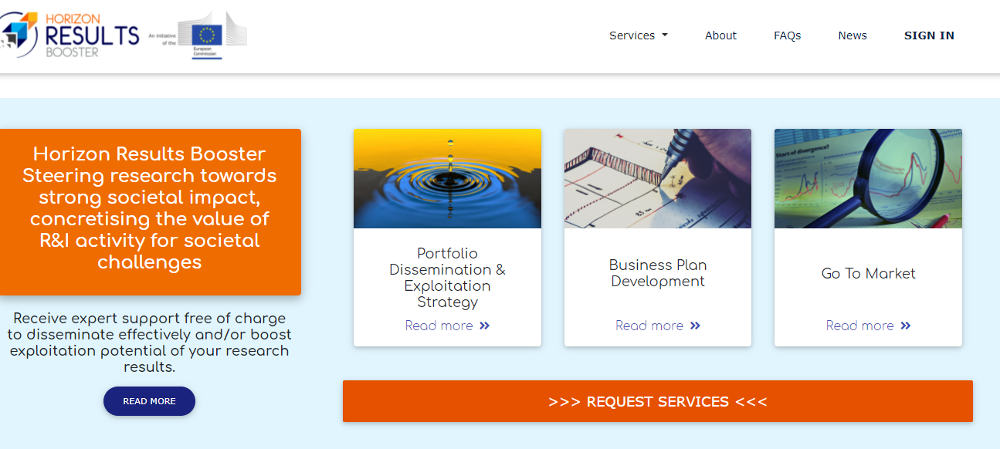 HORIZON
RESULTS
BOOSTER
An initiative
of the
European
Commission
Services
About
FAQs
News
SIGN IN
Horizon Results Booster
Steering research towards
strong societal impact,
concretising the value of
R&I activity for societal
challenges
Receive expert support free of charge
to disseminate effectively and/or boost
exploitation potential of your research
results.
READ MORE
Portfolio
Dissemination &
Exploitation
Strategy
Read more »
Business Plan
Development
Read more »
Start of divergence?
Go To Market
Read more »
>>> REQUEST SERVICES <<<